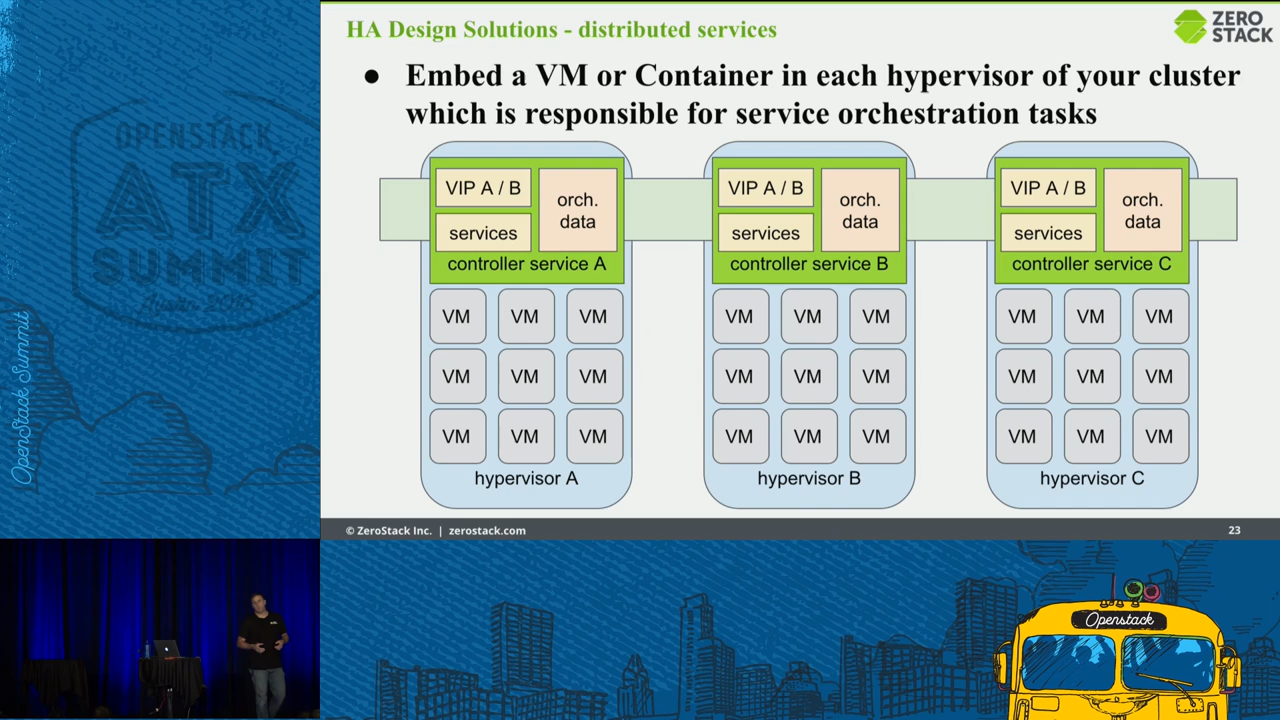 HA Design Solutions - distributed services
ZERO
STACK
● Embed a VM or Container in each hypervisor of your cluster
which is responsible for service orchestration tasks
VIP A / B
services
orch.
data
controller service A
VM VM VM
VM VM VM
VM VM VM
hypervisor A
VIP A / B
services
orch.
data
controller service B
VM VM VM
VM VM VM
VM VM VM
hypervisor B
VIP A / B
services
orch.
data
controller service C
VM VM VM
VM VM VM
VM VM VM
hypervisor C
© ZeroStack Inc. | zerostack.com
23
OPENSTACK
ATX
SUMMIT
Austin 2016
OpenStack Summit
Openstack